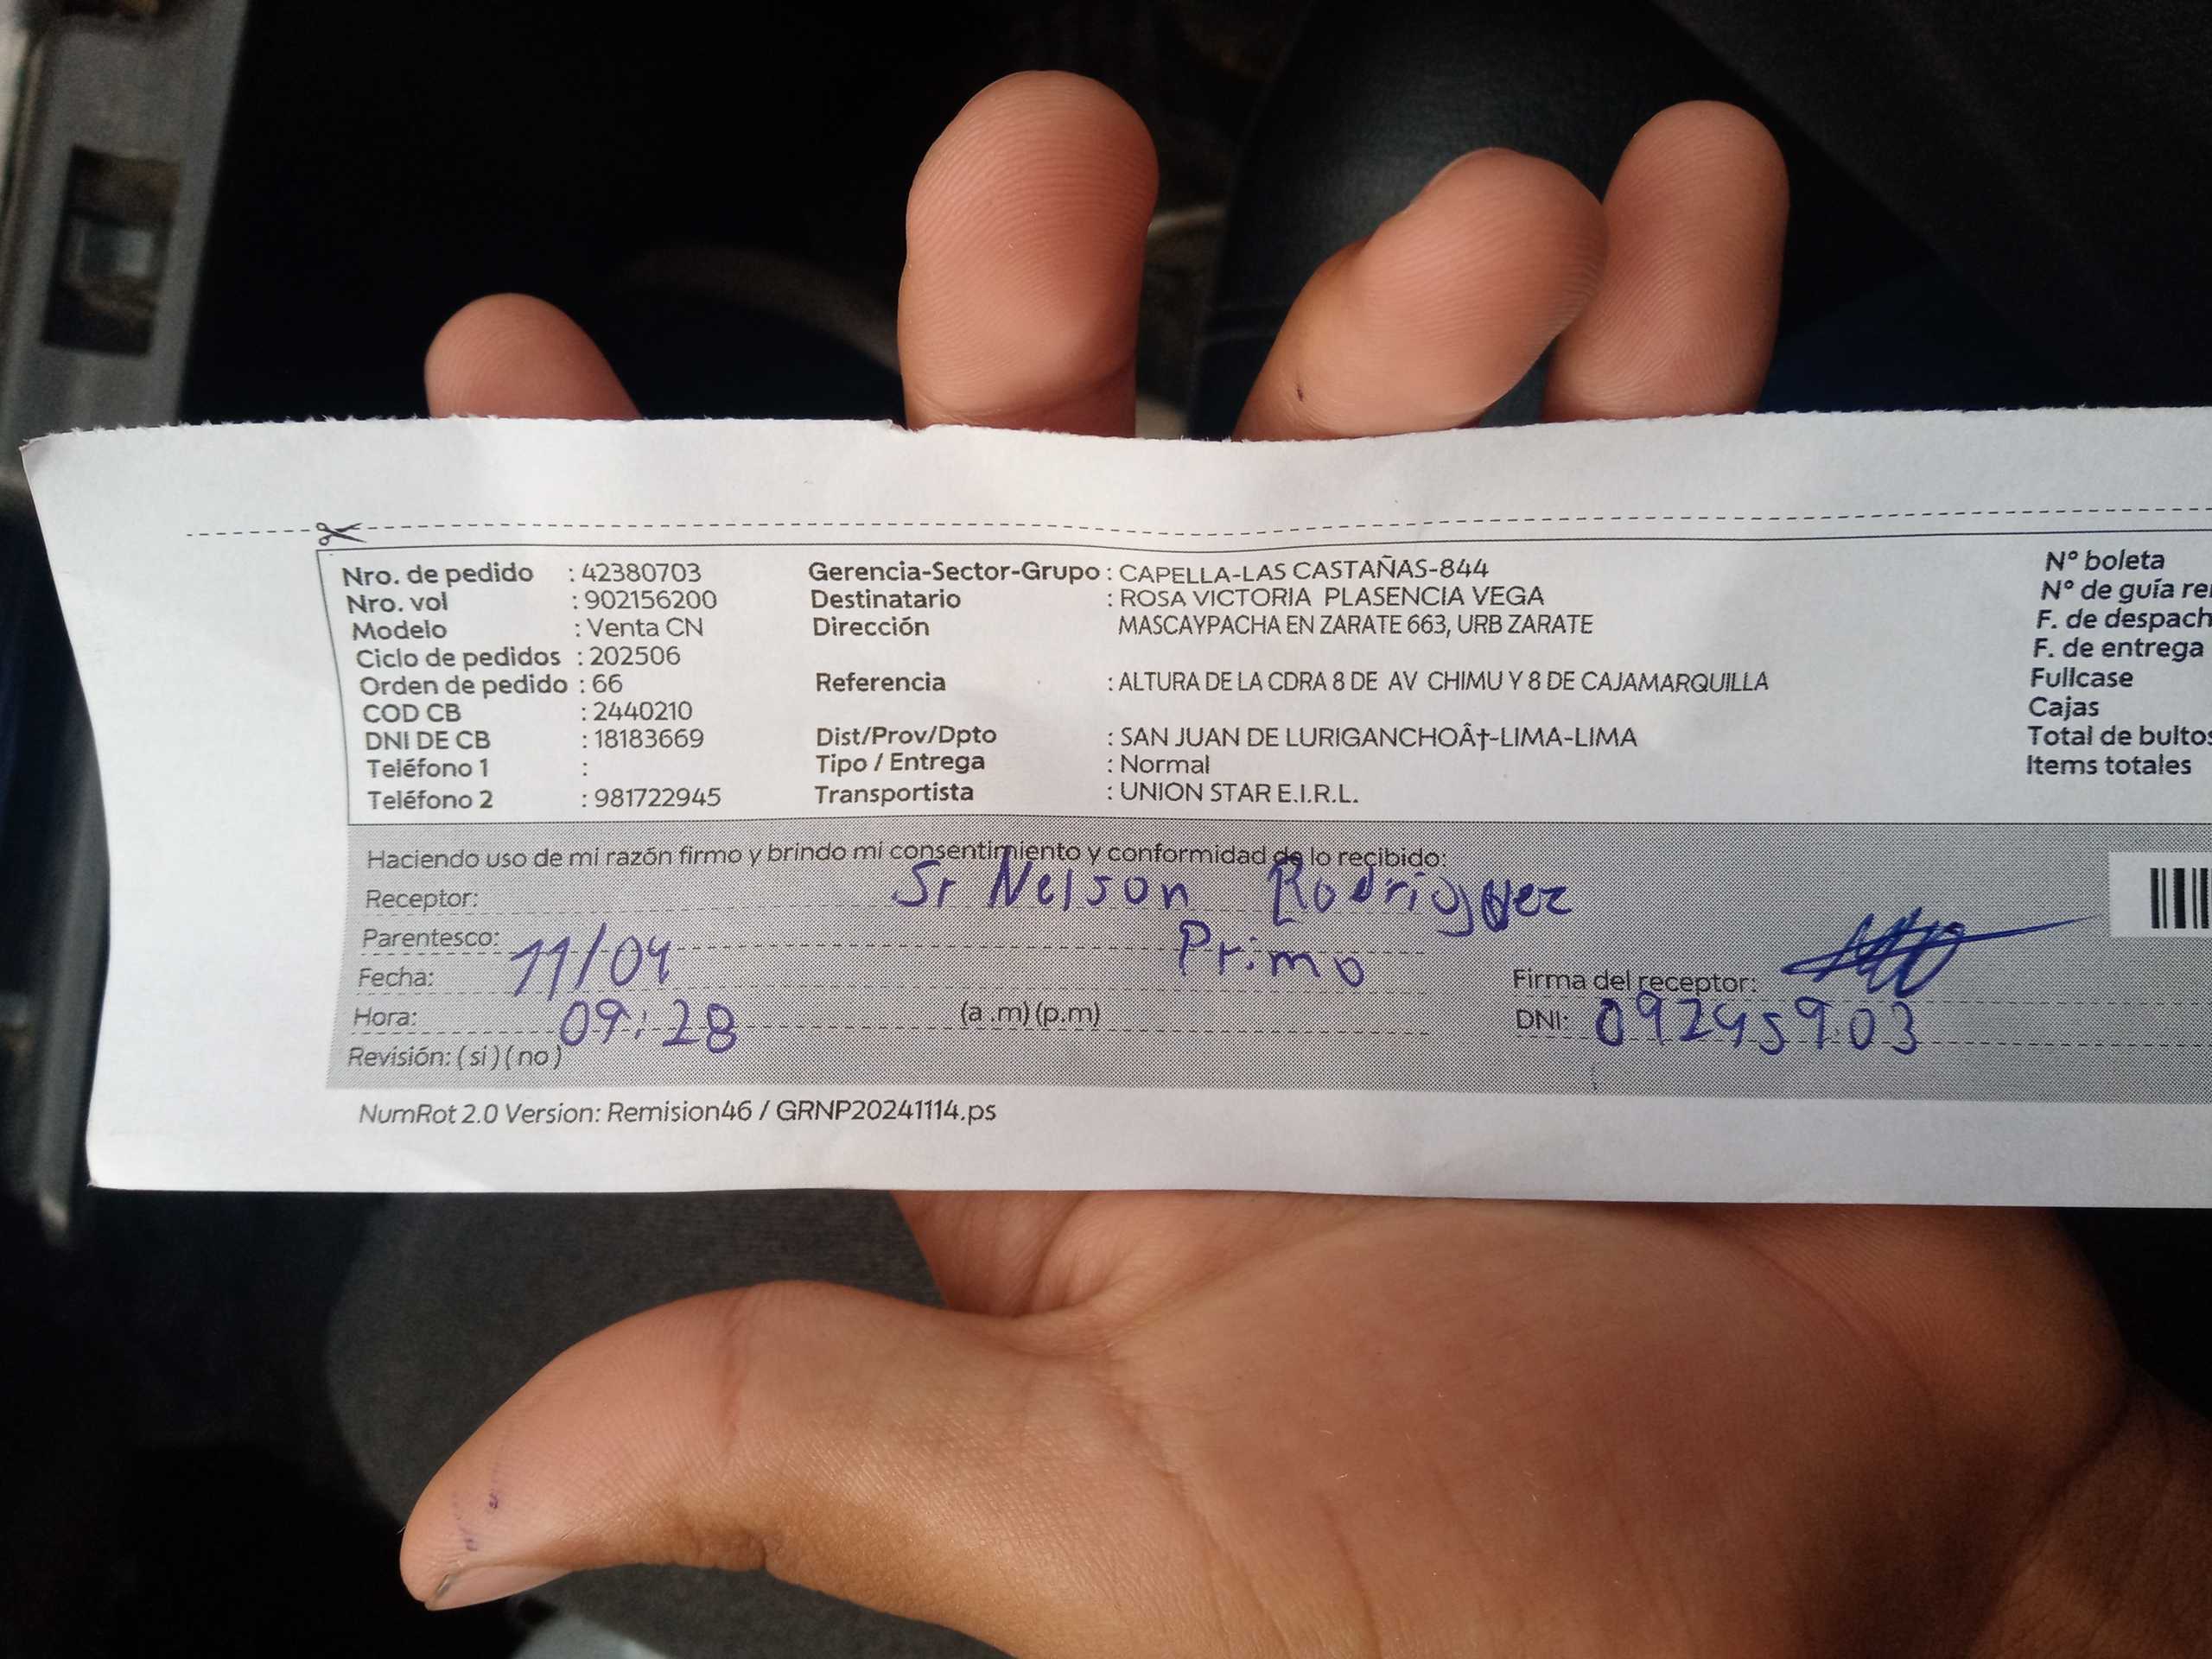 Nro. de pedido : 42380703
Nro. vol : 902156200
Modelo : Venta CN
Ciclo de pedidos : 202506
Orden de pedido : 66
COD CB : 2440210
DNI DE CB : 18183669
Teléfono 1 :
Teléfono 2 : 981722945
Gerencia-Sector-Grupo : CAPELLA-LAS CASTAÑAS-844
Destinatario : ROSA VICTORIA PLASENCIA VEGA
Dirección MASCAYPACHA EN ZARATE 663, URB ZARATE
Referencia : ALTURA DE LA CDRA 8 DE AV CHIMU Y 8 DE CAJAMARQUILLA
Dist/Prov/Dpto : SAN JUAN DE LURIGANCHOÂ†-LIMA-LIMA
Tipo / Entrega : Normal
Transportista : UNION STAR E.I.R.L.
Nº boleta
Nº de guía re
F. de despach
F. de entrega
Fullcase
Cajas
Total de bultos
Items totales
Haciendo uso de mi razón firmo y brindo mi consentimiento y conformidad de lo recibido:
Receptor: Sr Nelson Rodriguez
Parentesco: Primo
Fecha: 11/04
Firma del receptor:
Hora: 09:28 (a .m) (p.m)
DNI: 09245903
Revisión: ( si ) ( no )
NumRot 2.0 Version: Remision46 / GRNP20241114.ps